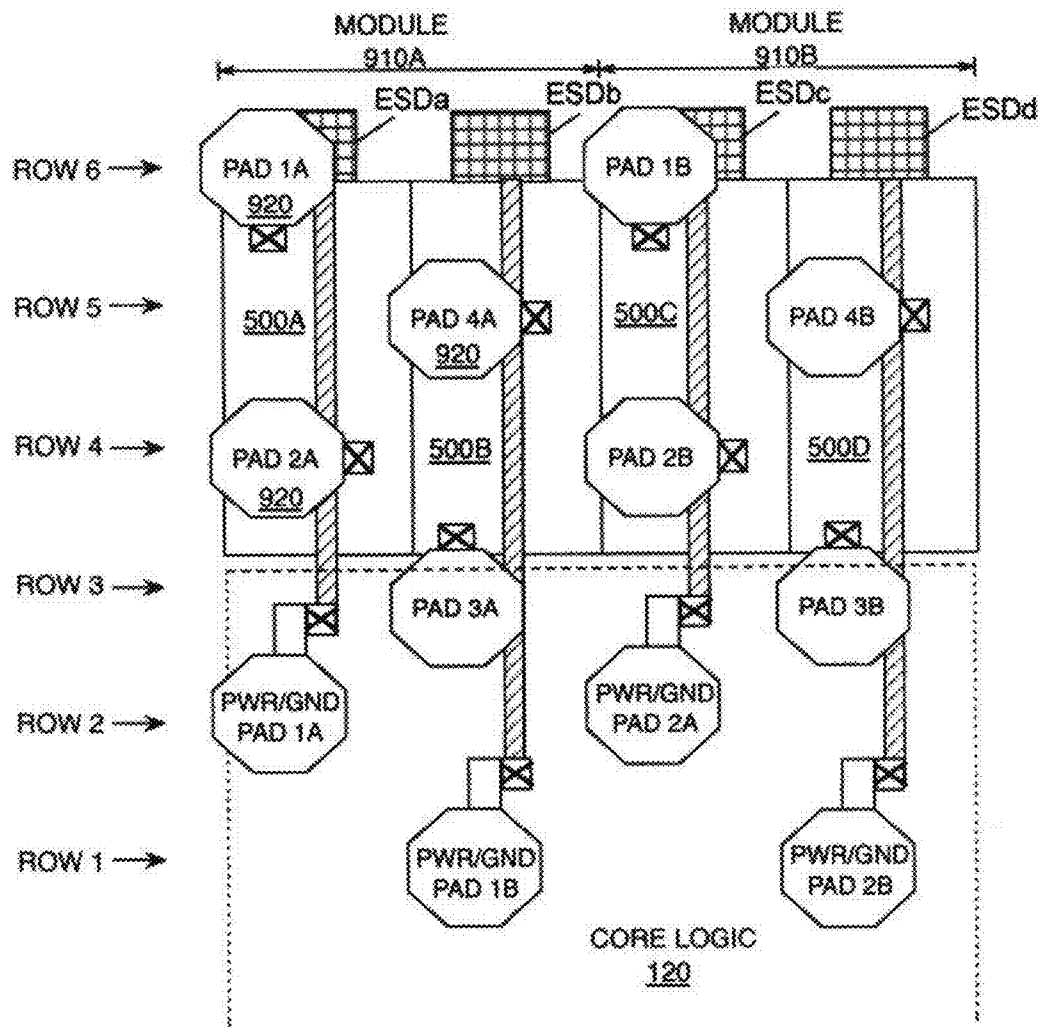 MODULE 910A
MODULE 910B
ESDa
ESDb
ESDc
ESDd
ROW 6
PAD 1A 920
PAD 1B
ROW 5
500A
PAD 4A 920
500C
PAD 4B
ROW 4
PAD 2A 920
500B
PAD 2B
500D
ROW 3
PAD 3A
PAD 3B
ROW 2
PWR/GND PAD 1A
PWR/GND PAD 2A
ROW 1
PWR/GND PAD 1B
PWR/GND PAD 2B
CORE LOGIC
120